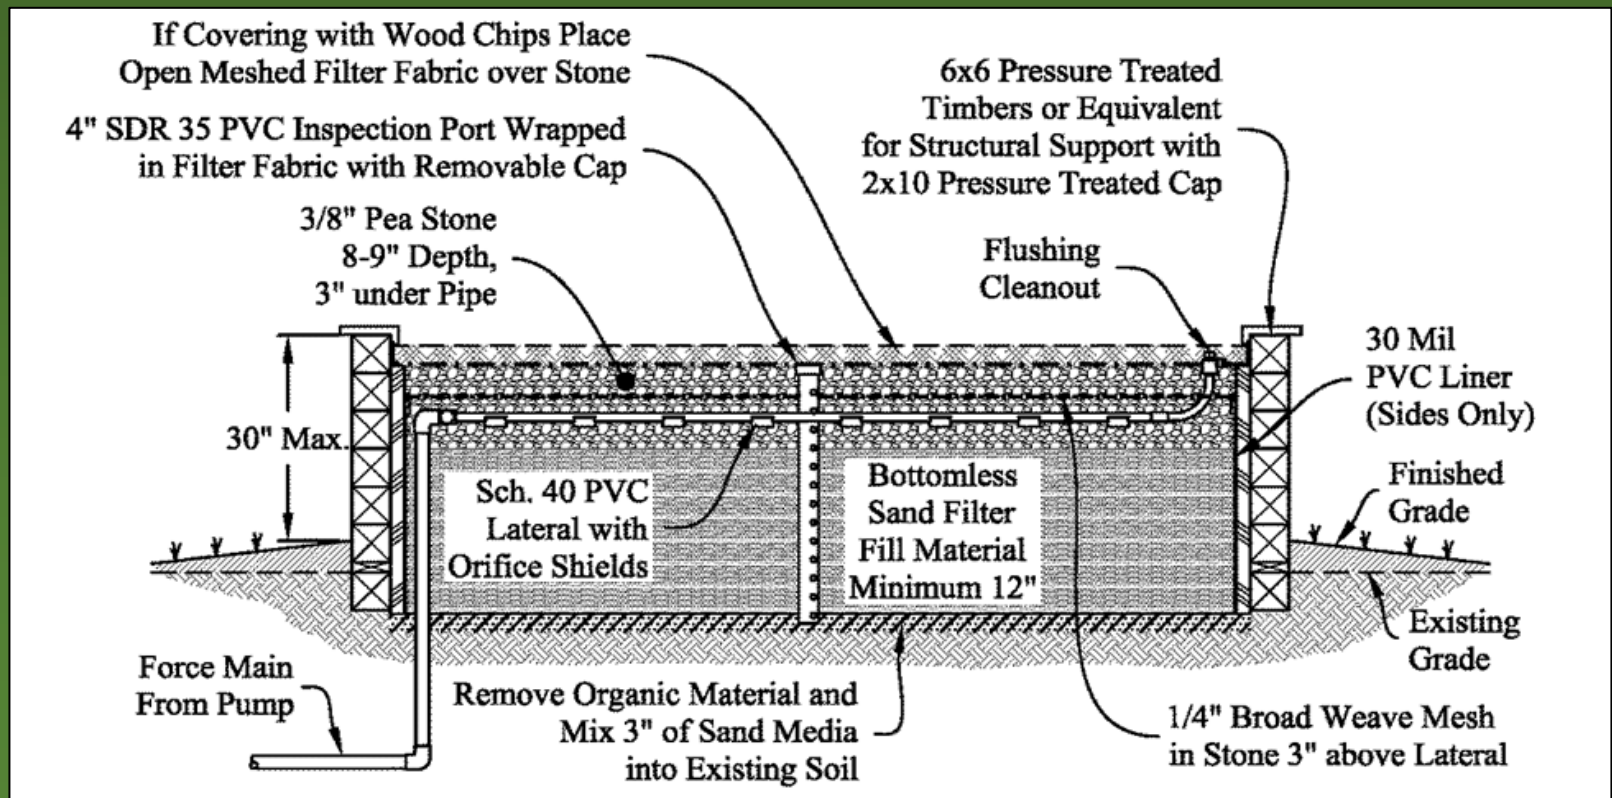 If Covering with Wood Chips Place
Open Meshed Filter Fabric over Stone
4" SDR 35 PVC Inspection Port Wrapped
in Filter Fabric with Removable Cap
3/8" Pea Stone
8-9" Depth,
3" under Pipe
6x6 Pressure Treated
Timbers or Equivalent
for Structural Support with
2x10 Pressure Treated Cap
Flushing
Cleanout
30 Mil
PVC Liner
(Sides Only)
30" Max.
Sch. 40 PVC
Lateral with
Orifice Shields
Bottomless
Sand Filter
Fill Material
Minimum 12"
Finished
Grade
Existing
Grade
Force Main
From Pump
Remove Organic Material and
Mix 3" of Sand Media
into Existing Soil
1/4" Broad Weave Mesh
in Stone 3" above Lateral